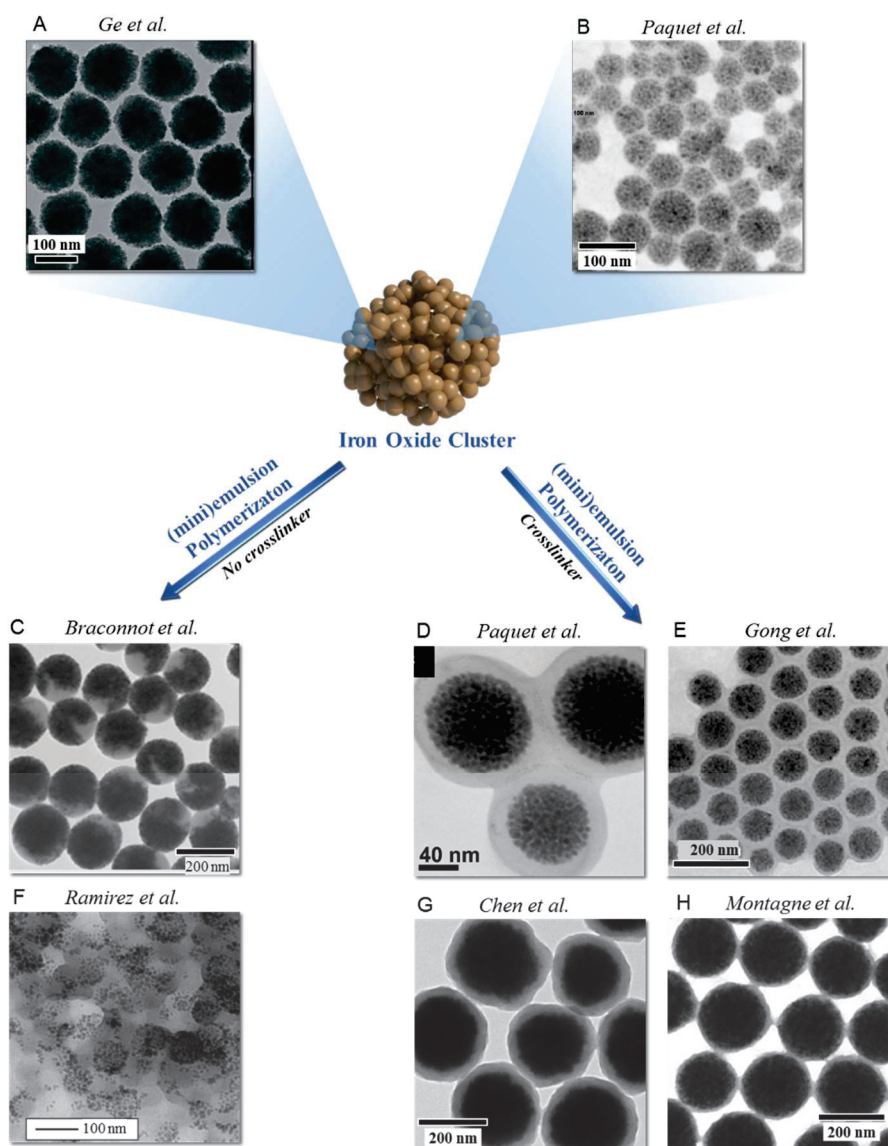 A
Ge et al.
100 nm
B
Paquet et al.
100 nm
100 nm
Iron Oxide Cluster
(mini)emulsion
Polymerizaton
No crosslinker
(mini)emulsion
Polymerizaton
Crosslinker
C
Braconnot et al.
200 nm
D
Paquet et al.
40 nm
E
Gong et al.
200 nm
F
Ramirez et al.
100 nm
G
Chen et al.
200 nm
H
Montagne et al.
200 nm